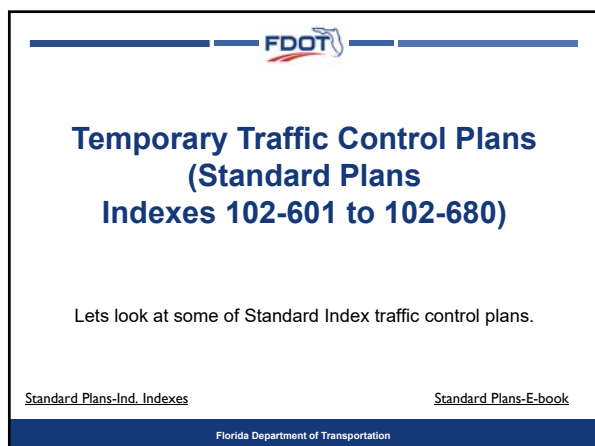 FDOT
Temporary Traffic Control Plans
(Standard Plans
Indexes 102-601 to 102-680)
Lets look at some of Standard Index traffic control plans.
Standard Plans-Ind. Indexes
Standard Plans-E-book
Florida Department of Transportation